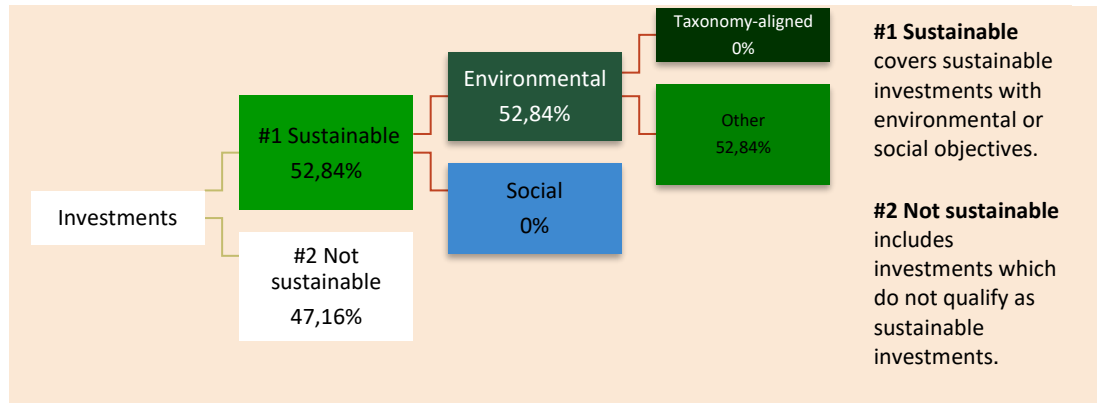 Investments
#1 Sustainable
52,84%
#2 Not
sustainable
47,16%
Environmental
52,84%
Social
0%
Taxonomy-aligned
0%
Other
52,84%
#1 Sustainable
covers sustainable
investments with
environmental or
social objectives.
#2 Not sustainable
includes
investments which
do not qualify as
sustainable
investments.